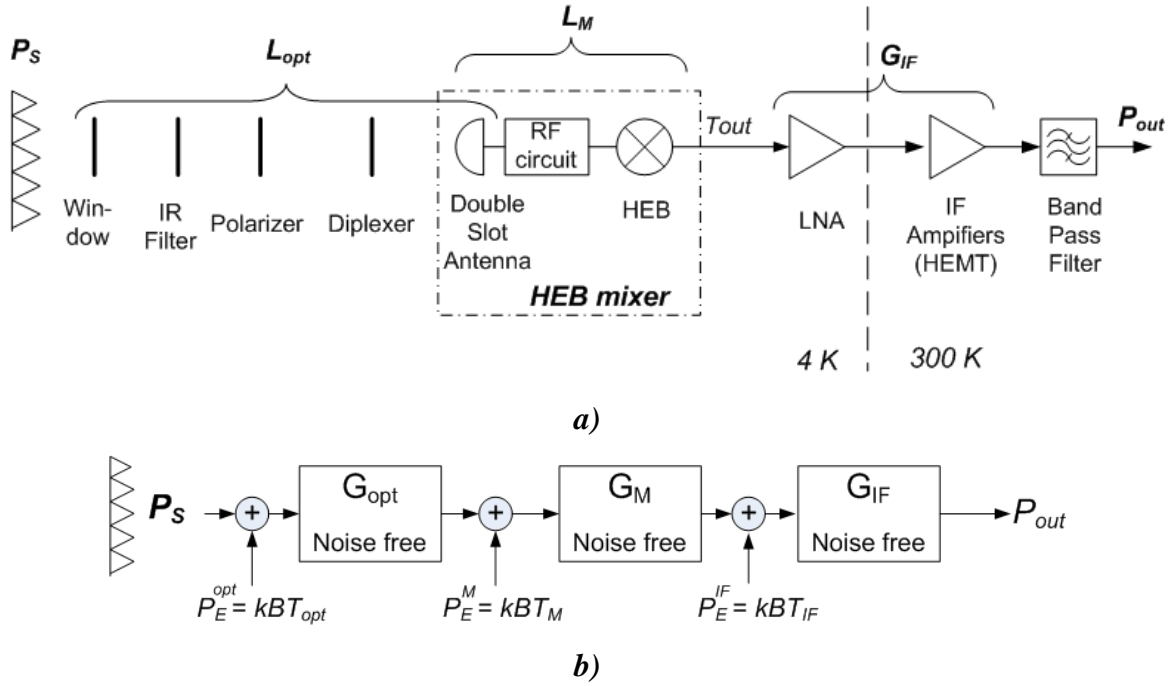 P_S
L_opt
L_M
G_IF
RF
circuit
Tout
P_out
Win-
dow
IR
Filter
Polarizer
Diplexer
Double
Slot
Antenna
HEB
LNA
IF
Ampifiers
(HEMT)
Band
Pass
Filter
HEB mixer
4 K
300 K
a)
P_S
+
G_opt
Noise free
+
G_M
Noise free
+
G_IF
Noise free
P_out
P_E^opt = kBT_opt
P_E^M = kBT_M
P_E^IF = kBT_IF
b)